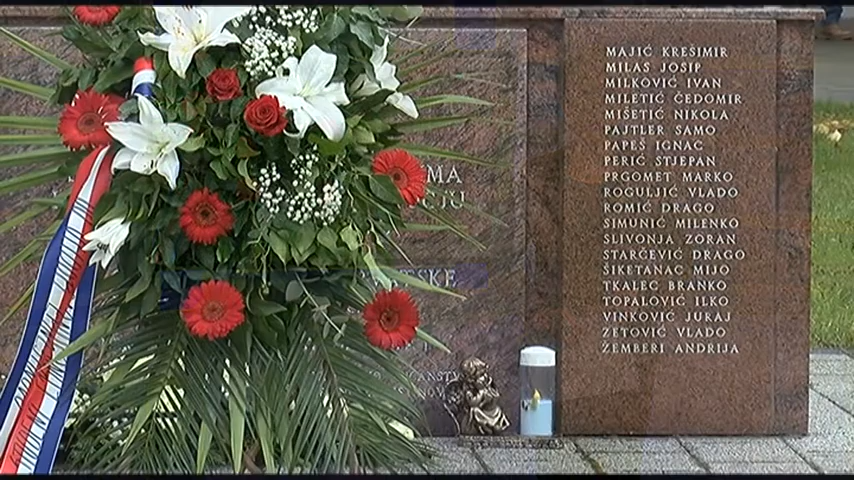 MA
CIJU
MAJIĆ KREŠIMIR
MILAS JOSIP
MILKOVIĆ IVAN
MILETIĆ ČEDOMIR
MIŠETIĆ NIKOLA
PAJTLER SAMO
PAPEŠ IGNAC
PERIĆ STJEPAN
PRGOMET MARKO
ROGULJIĆ VLADO
ROMIĆ DRAGO
SIMUNIĆ MILENKO
SLIVONJA ZORAN
STARČEVIĆ DRAGO
ŠIKETANAC MIJO
TKALEC BRANKO
TOPALOVIĆ ILKO
VINKOVIĆ JURAJ
ZETOVIĆ VLADO
ŽEMBERI ANDRIJA